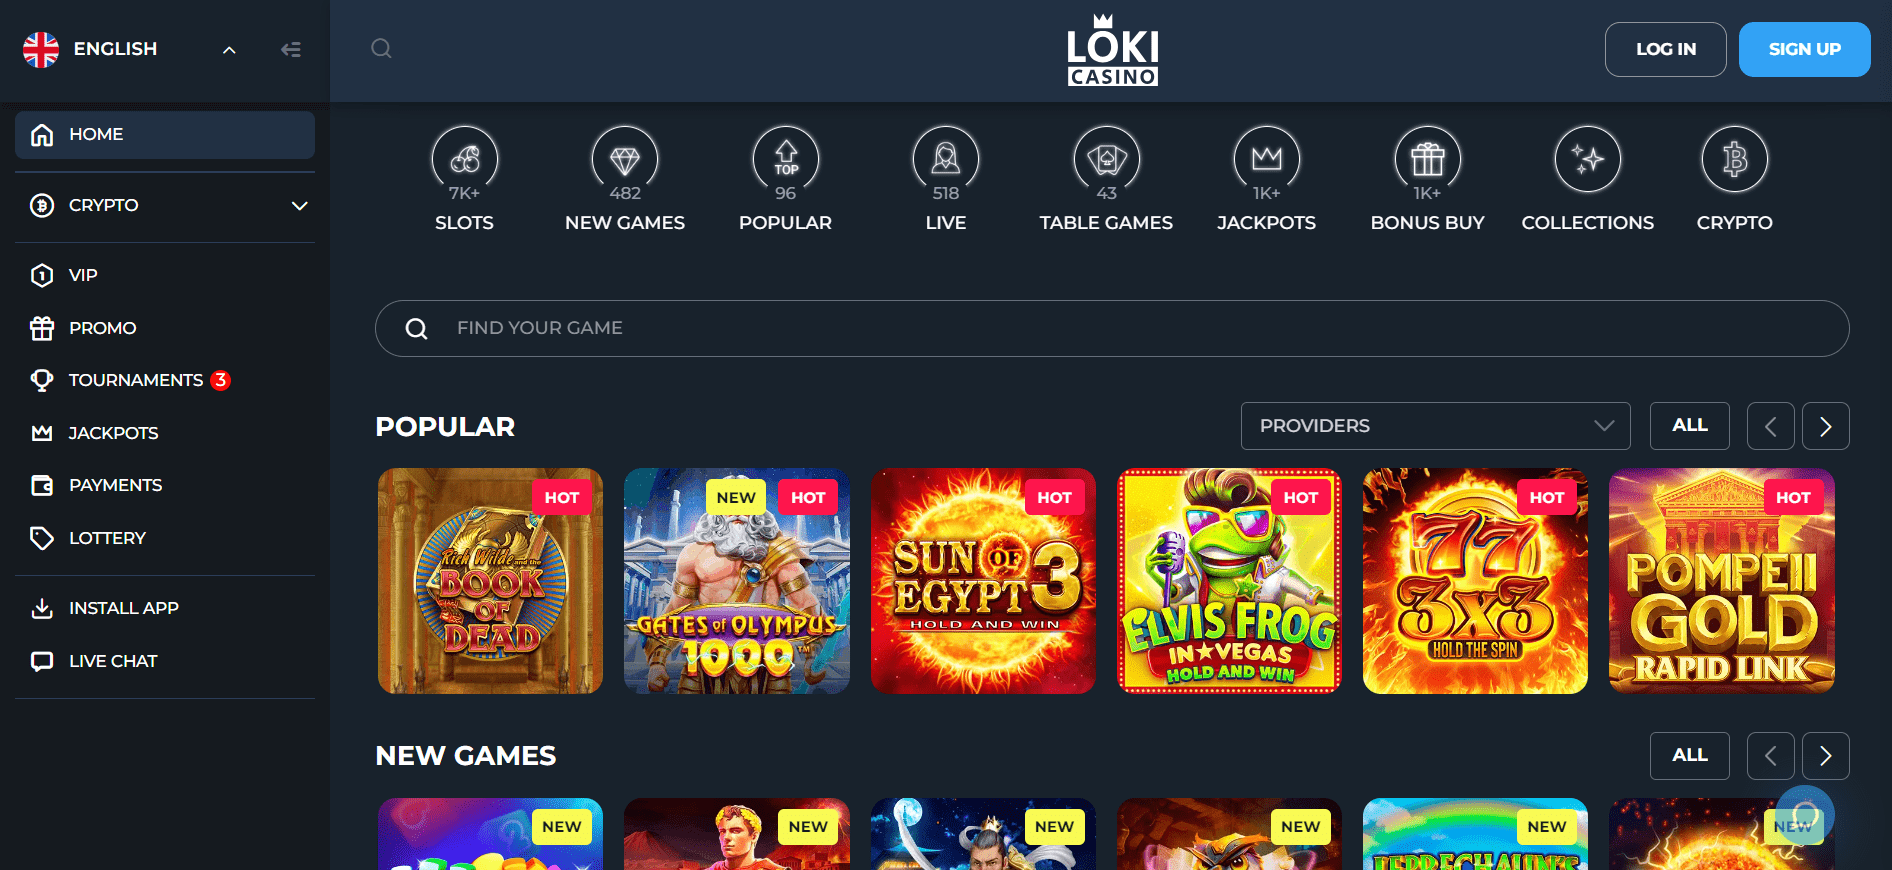 ENGLISH
LOKI
CASINO
LOG IN
SIGN UP
HOME
CRYPTO
VIP
PROMO
TOURNAMENTS 3
JACKPOTS
PAYMENTS
LOTTERY
INSTALL APP
LIVE CHAT
7K+
SLOTS
482
NEW GAMES
TOP
96
POPULAR
518
LIVE
43
TABLE GAMES
1K+
JACKPOTS
1K+
BONUS BUY
COLLECTIONS
CRYPTO
FIND YOUR GAME
POPULAR
PROVIDERS
ALL
HOT
Rich Wilde and the
BOOK
OF
DEAD
NEW HOT
GATES of OLYMPUS
1000™
HOT
SUN OF
EGYPT 3
HOLD AND WIN
HOT
ELVIS FROG
IN VEGAS
HOLD AND WIN
HOT
77
3X3
HOLD THE SPIN
HOT
POMPEII
GOLD
RAPID LINK
NEW GAMES
ALL
NEW
NEW
NEW
NEW
NEW
LEPRECHAUN'S
NEW